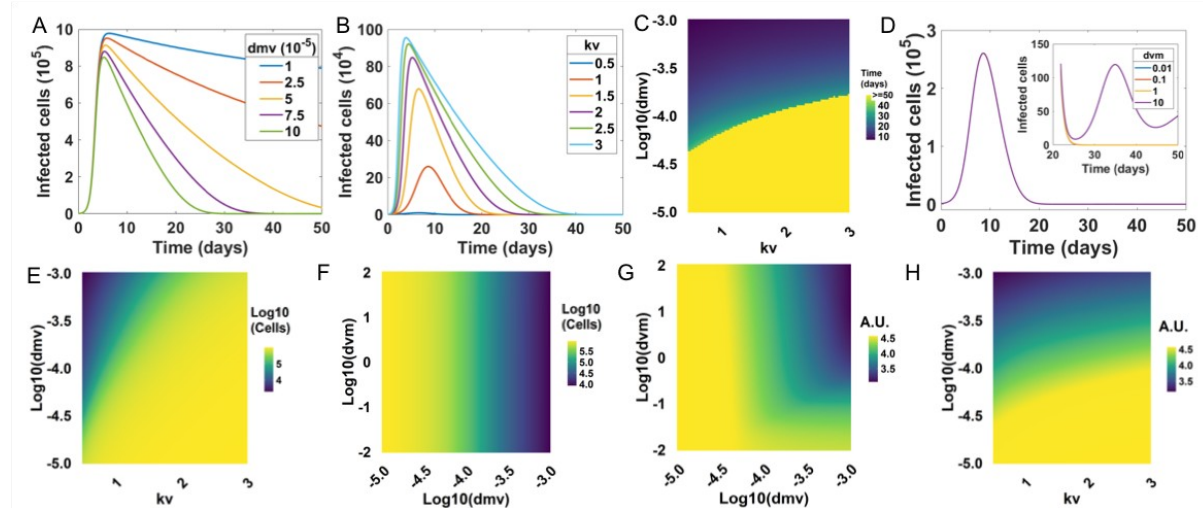 A
Infected cells (10^5)
10
8
6
4
2
0
0 10 20 30 40 50
Time (days)
dmv (10^-5)
1
2.5
5
7.5
10
B
Infected cells (10^4)
100
80
60
40
20
0
0 10 20 30 40 50
Time (days)
kv
0.5
1
1.5
2
2.5
3
C
Log10(dmv)
-3.0
-3.5
-4.0
-4.5
-5.0
1 2 3
kv
Time
(days)
>=50
40
30
20
10
D
Infected cells (10^5)
3
2
1
0
0 10 20 30 40 50
Time (days)
Infected cells
150
100
50
0
20 30 40 50
Time (days)
dvm
0.01
0.1
1
10
E
Log10(dmv)
-3.0
-3.5
-4.0
-4.5
-5.0
1 2 3
kv
Log10
(Cells)
5
4
F
Log10(dvm)
2
1
0
-1
-2
-5.0 -4.5 -4.0 -3.5 -3.0
Log10(dmv)
Log10
(Cells)
5.5
5.0
4.5
4.0
G
Log10(dvm)
2
1
0
-1
-2
-5.0 -4.5 -4.0 -3.5 -3.0
Log10(dmv)
A.U.
4.5
4.0
3.5
H
Log10(dmv)
-3.0
-3.5
-4.0
-4.5
-5.0
1 2 3
kv
A.U.
4.5
4.0
3.5